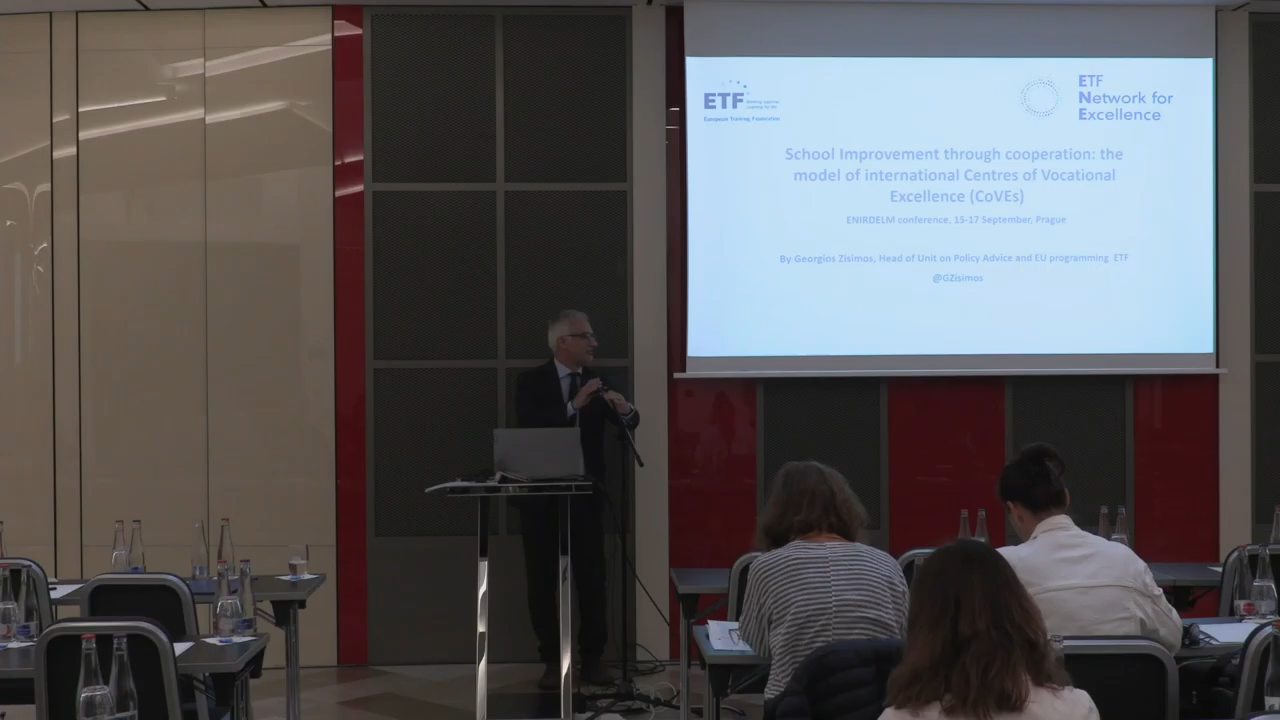 ETF
European Training Foundation
ETF
Network for
Excellence
School Improvement through cooperation: the
model of international Centres of Vocational
Excellence (CoVEs)
ENIRDELM conference, 15-17 September, Prague
By Georgios Zisimos, Head of Unit on Policy Advice and EU programming ETF
@GZisimos